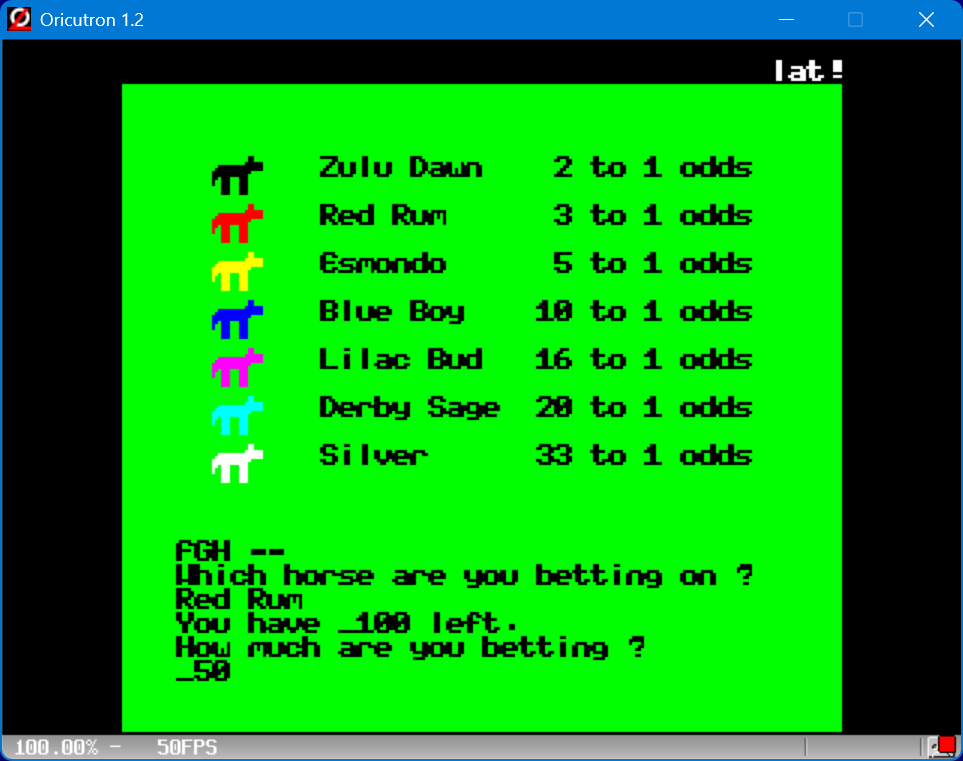 Oricutron 1.2
lat!
Zulu Dawn 2 to 1 odds
Red Rum 3 to 1 odds
Esmondo 5 to 1 odds
Blue Boy 10 to 1 odds
Lilac Bud 16 to 1 odds
Derby Sage 20 to 1 odds
Silver 33 to 1 odds
FGH --
Which horse are you betting on ?
Red Rum
You have _100 left.
How much are you betting ?
_50
100.00% - 50FPS